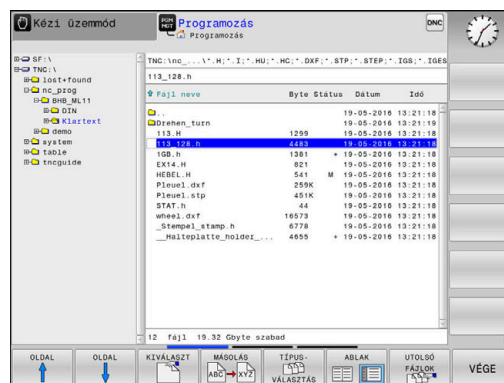 Kézi üzemmód
PGM MGT
Programozás
Programozás
DNC
SF:\
TNC:\
lost+found
nc_prog
BHB_ML11
DIN
Klartext
demo
system
table
tncguide
TNC:\nc_...\*.H;*.I;*.HU;*.HC;*.DXF;*.STP;*.STEP;*.IGS;*.IGES
113_128.h
Fajl neve Byte Státus Dátum Idő
.. 19-05-2016 13:21:18
Drehen_turn 19-05-2016 13:21:19
113.H 1299 19-05-2016 13:21:18
113_128.h 4483 19-05-2016 13:21:18
1GB.h 1381 + 19-05-2016 13:21:18
EX14.H 821 19-05-2016 13:21:18
HEBEL.H 541 M 19-05-2016 13:21:18
Pleuel.dxf 259K 19-05-2016 13:21:18
Pleuel.stp 451K 19-05-2016 13:21:18
STAT.h 44 19-05-2016 13:21:18
wheel.dxf 16573 19-05-2016 13:21:18
_Stempel_stamp.h 6778 19-05-2016 13:21:18
__Halteplatte_holder_... 4655 + 19-05-2016 13:21:18
12 fájl 19.32 Gbyte szabad
OLDAL
OLDAL
KIVÁLASZT
MÁSOLÁS
ABC XYZ
TÍPUS-
VÁLASZTÁS
ABLAK
UTOLSÓ
FÁJLOK
VÉGE